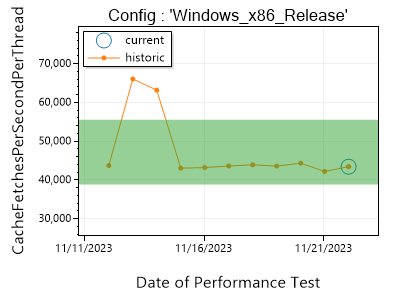 Config : 'Windows_x86_Release'
CacheFetchesPerSecondPerThread
current
historic
70,000
60,000
50,000
40,000
30,000
11/11/2023
11/16/2023
11/21/2023
Date of Performance Test